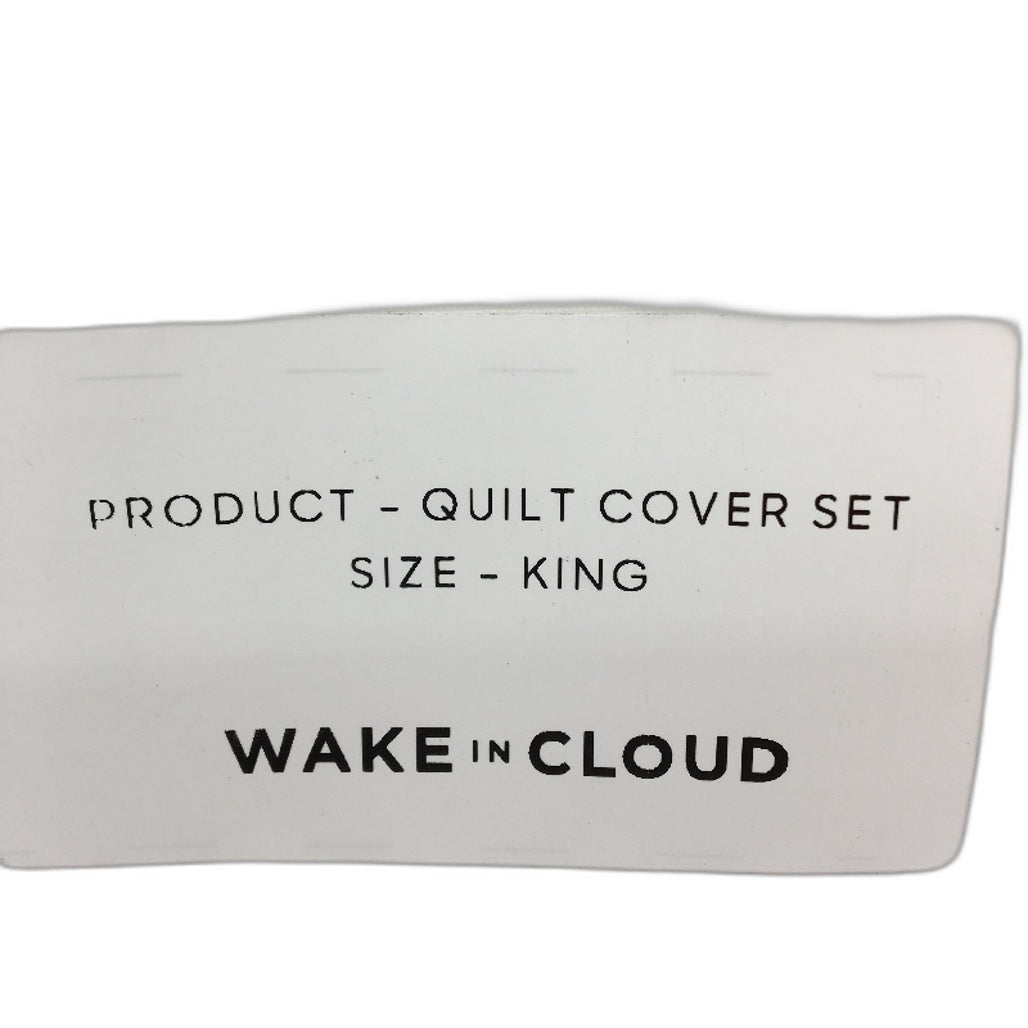 PRODUCT - QUILT COVER SET
SIZE - KING
WAKE IN CLOUD